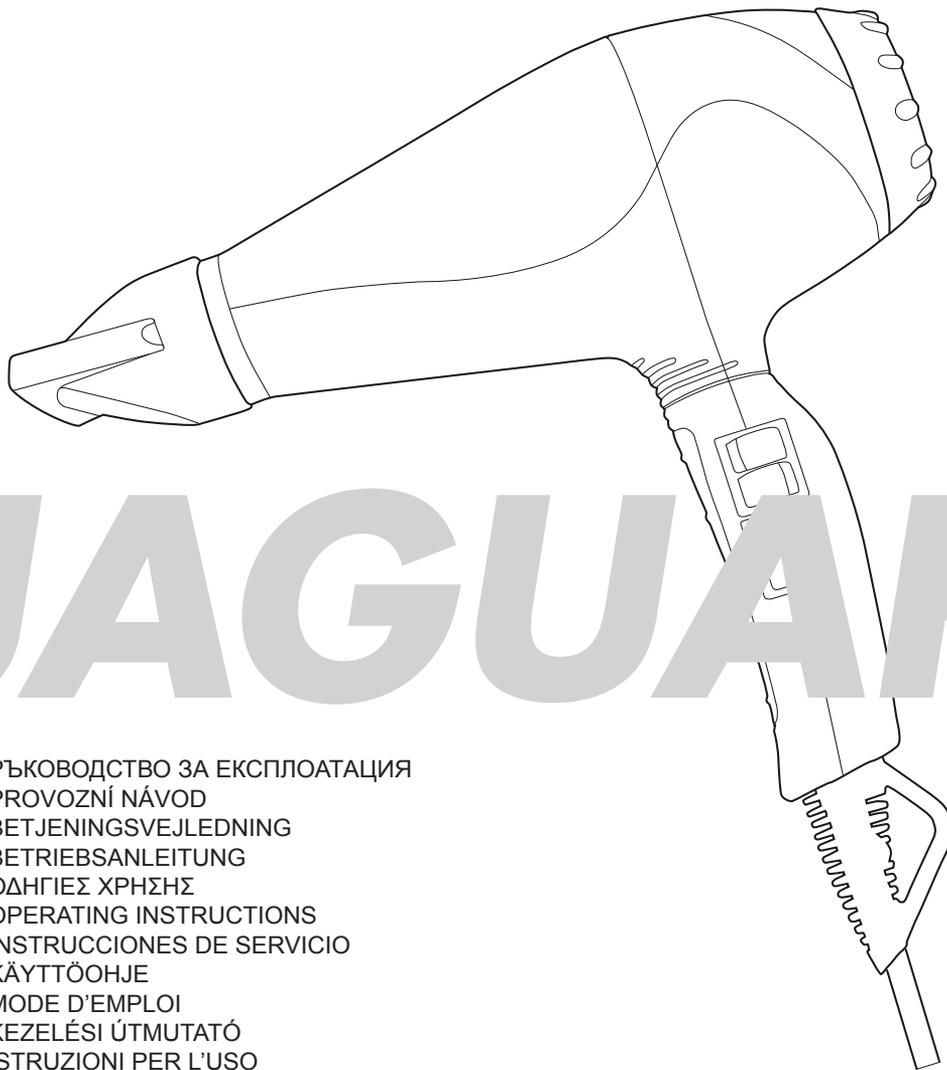 JAGUAR
РЪКОВОДСТВО ЗА ЕКСПЛОАТАЦИЯ
PROVOZNÍ NÁVOD
BETJENINGSVEJLEDNING
BETRIEBSANLEITUNG
ΟΔΗΓΙΕΣ ΧΡΗΣΗΣ
OPERATING INSTRUCTIONS
INSTRUCCIONES DE SERVICIO
KÄYTTÖOHJE
MODE D'EMPLOI
KEZELÉSI ÚTMUTATÓ
ISTRUZIONI PER L'USO